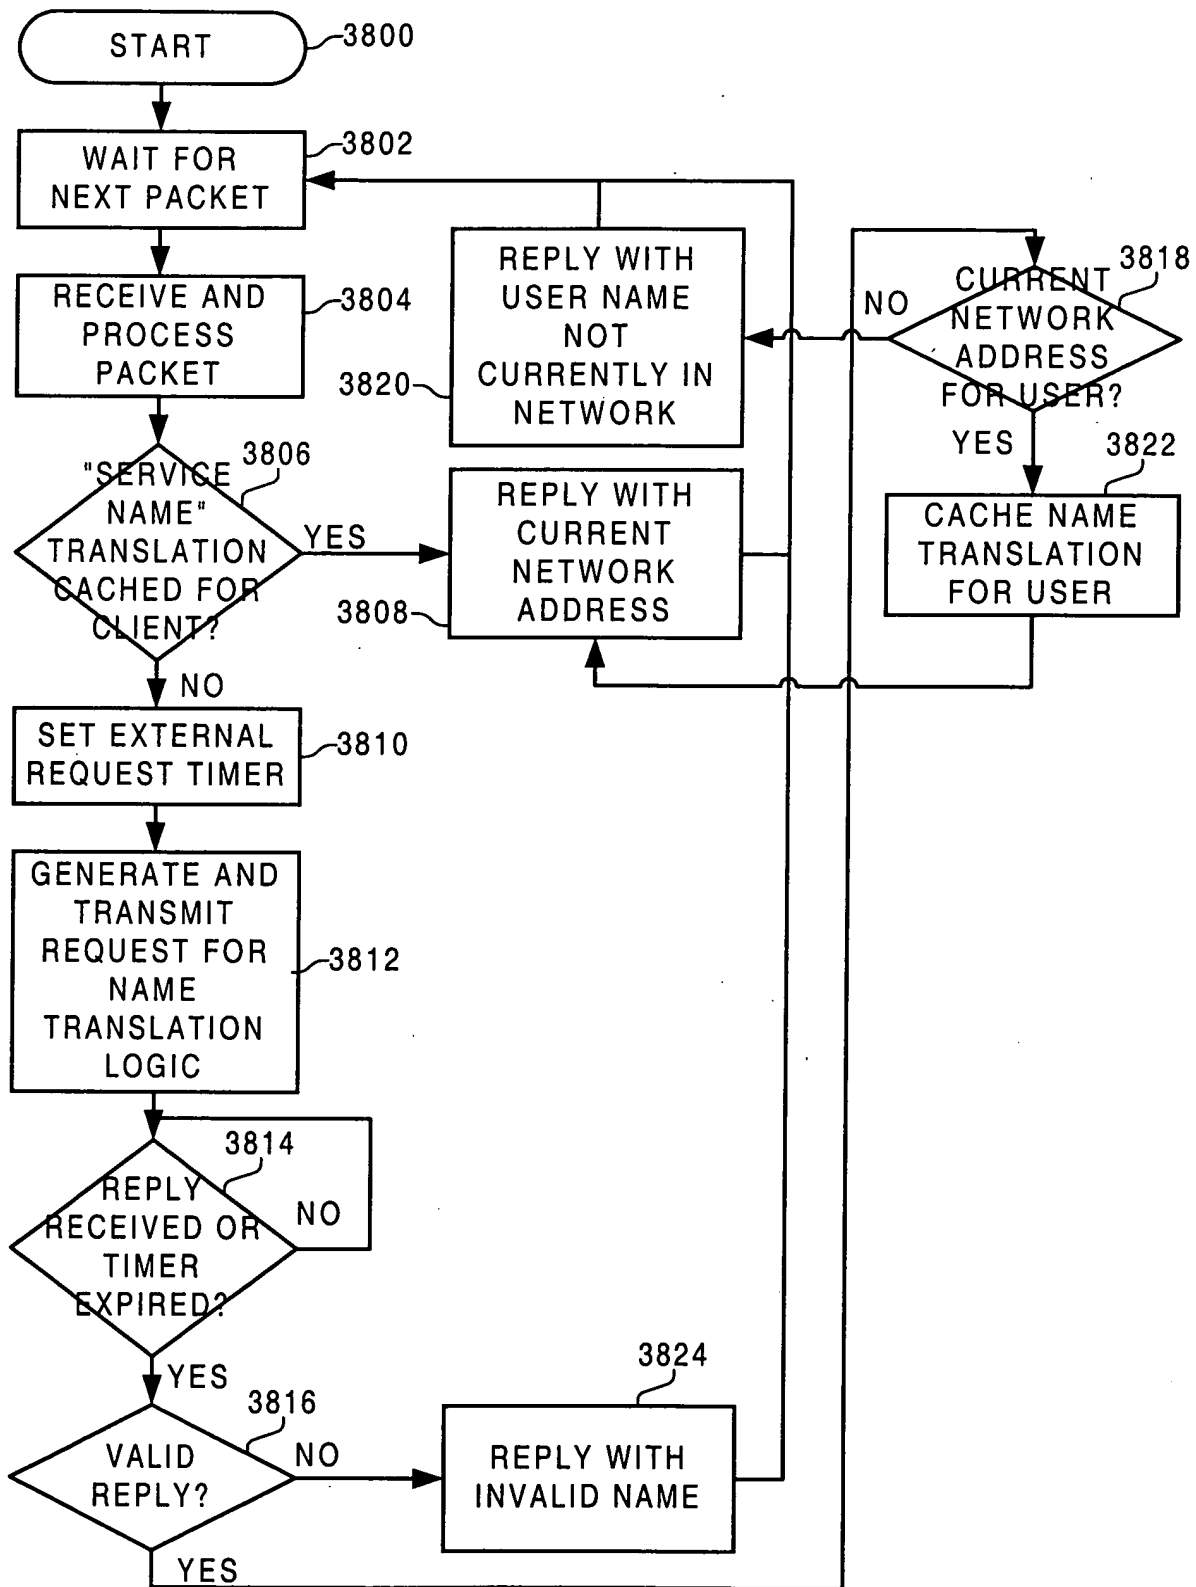 START
3800
WAIT FOR
NEXT PACKET
3802
RECEIVE AND
PROCESS
PACKET
3804
"SERVICE
NAME"
TRANSLATION
CACHED FOR
CLIENT?
3806
YES
NO
REPLY WITH
CURRENT
NETWORK
ADDRESS
3808
REPLY WITH
USER NAME
NOT
CURRENTLY IN
NETWORK
3820
NO
CURRENT
NETWORK
ADDRESS
FOR USER?
3818
YES
3822
CACHE NAME
TRANSLATION
FOR USER
SET EXTERNAL
REQUEST TIMER
3810
GENERATE AND
TRANSMIT
REQUEST FOR
NAME
TRANSLATION
LOGIC
3812
3814
REPLY
RECEIVED OR
TIMER
EXPIRED?
NO
YES
3816
VALID
REPLY?
NO
YES
3824
REPLY WITH
INVALID NAME